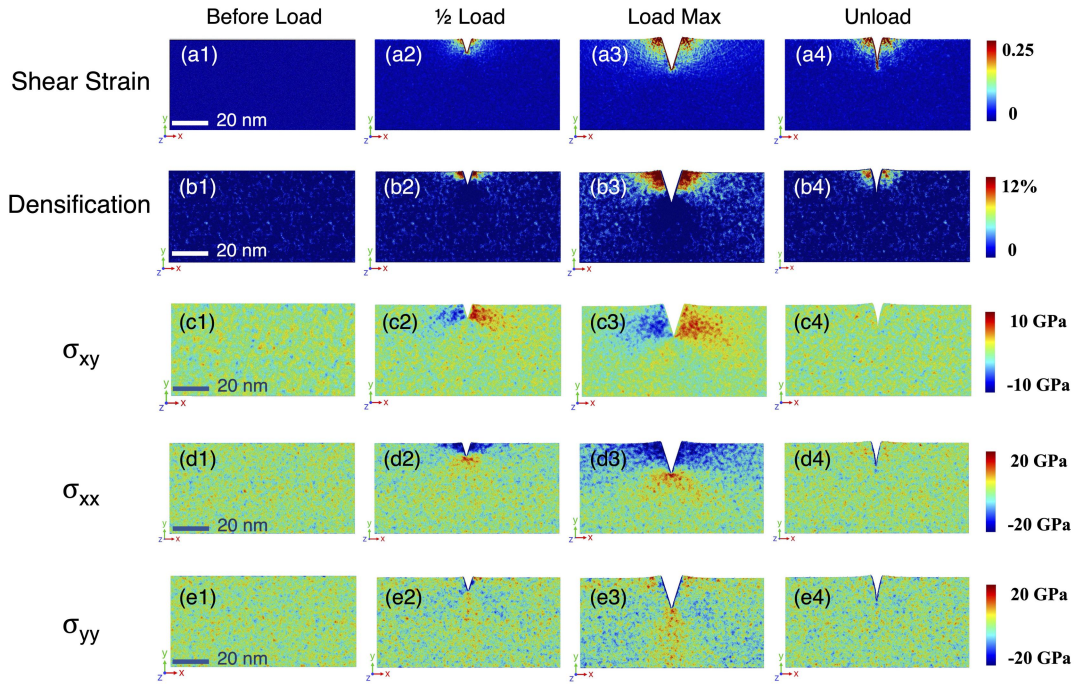 Before Load ½ Load Load Max Unload
Shear Strain
(a1) (a2) (a3) (a4)
0.25
0
20 nm
y y y y
z x z x z x z x
Densification
(b1) (b2) (b3) (b4)
12%
0
20 nm
y y y y
z x z x z x z x
σxy
(c1) (c2) (c3) (c4)
10 GPa
-10 GPa
20 nm
y y y y
z x z x z x z x
σxx
(d1) (d2) (d3) (d4)
20 GPa
-20 GPa
20 nm
y y y y
z x z x z x z x
σyy
(e1) (e2) (e3) (e4)
20 GPa
-20 GPa
20 nm
y y y y
z x z x z x z x